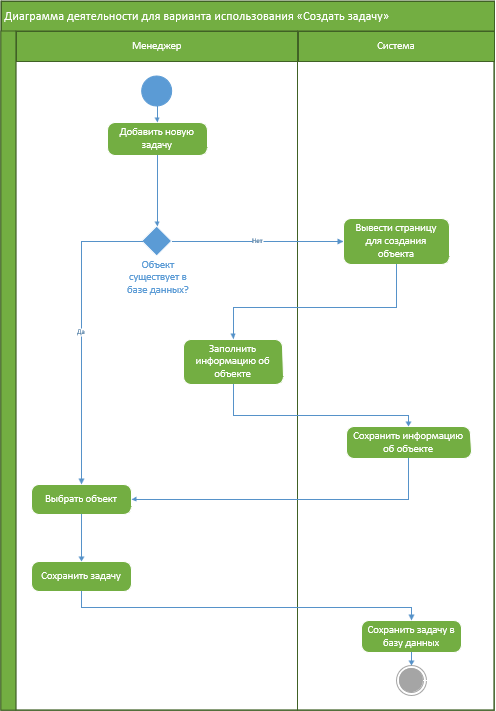 Диаграмма деятельности для варианта использования «Создать задачу»
Менеджер
Система
Добавить новую
задачу
Вывести страницу
для создания
объекта
Нет
Объект
существует в
базе данных?
Да
Заполнить
информацию об
объекте
Сохранить информацию
об объекте
Выбрать объект
Сохранить задачу
Сохранить задачу в
базу данных